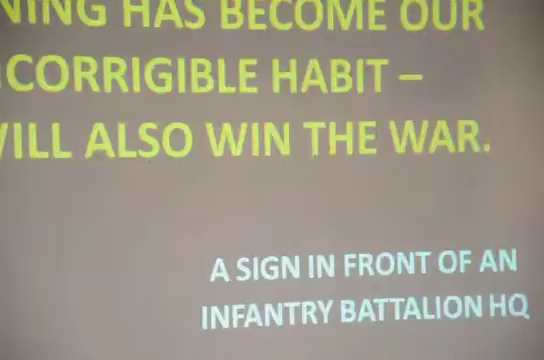 NING HAS BECOME OUR
CORRIGIBLE HABIT –
WILL ALSO WIN THE WAR.
A SIGN IN FRONT OF AN
INFANTRY BATTALION HQ